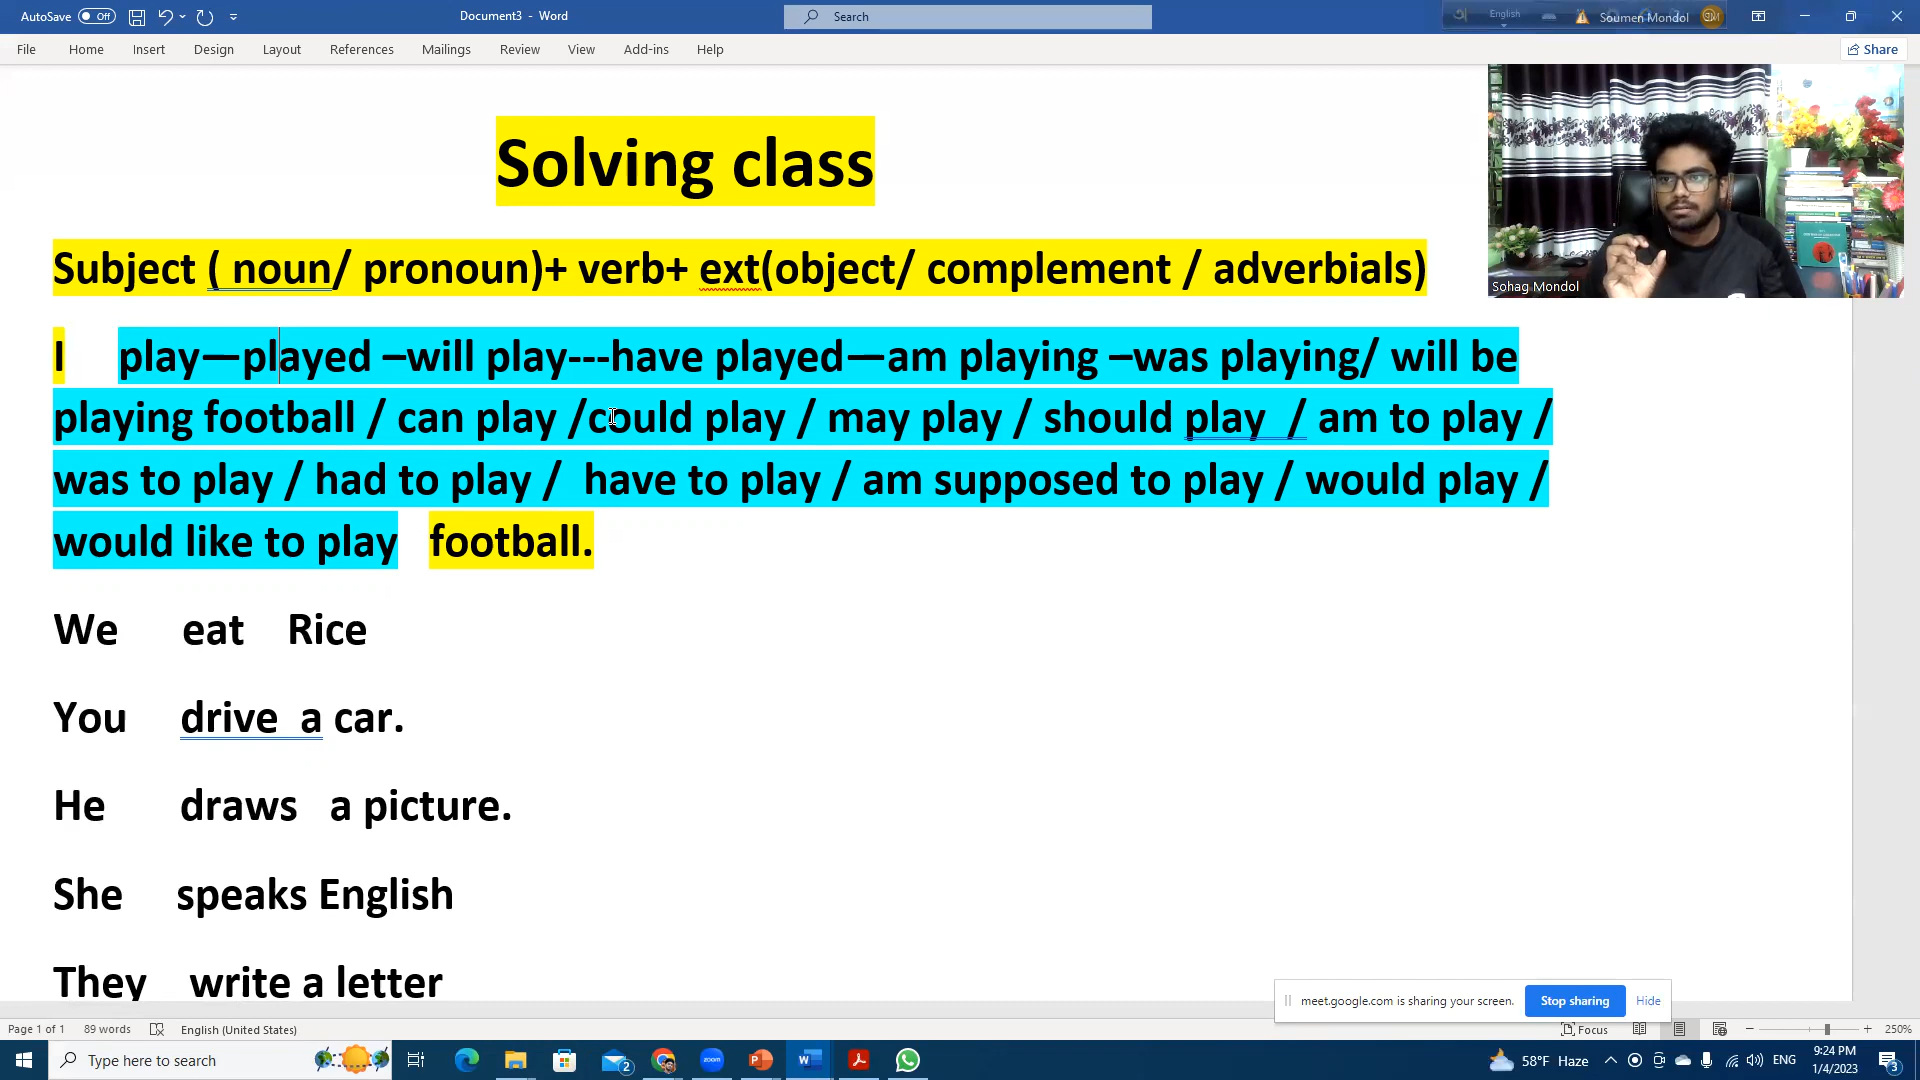 AutoSave Off Document3 - Word Search English Soumen Mondol SM
File Home Insert Design Layout References Mailings Review View Add-ins Help Share
Solving class
Subject ( noun/ pronoun)+ verb+ ext(object/ complement / adverbials)
Sohag Mondol
I play—played –will play---have played—am playing –was playing/ will be
playing football / can play /could play / may play / should play / am to play /
was to play / had to play / have to play / am supposed to play / would play /
would like to play football.
We eat Rice
You drive a car.
He draws a picture.
She speaks English
They write a letter
meet.google.com is sharing your screen. Stop sharing Hide
Page 1 of 1 89 words English (United States) Focus 250%
Type here to search 2 zoom 58°F Haze ENG 9:24 PM
1/4/2023 3